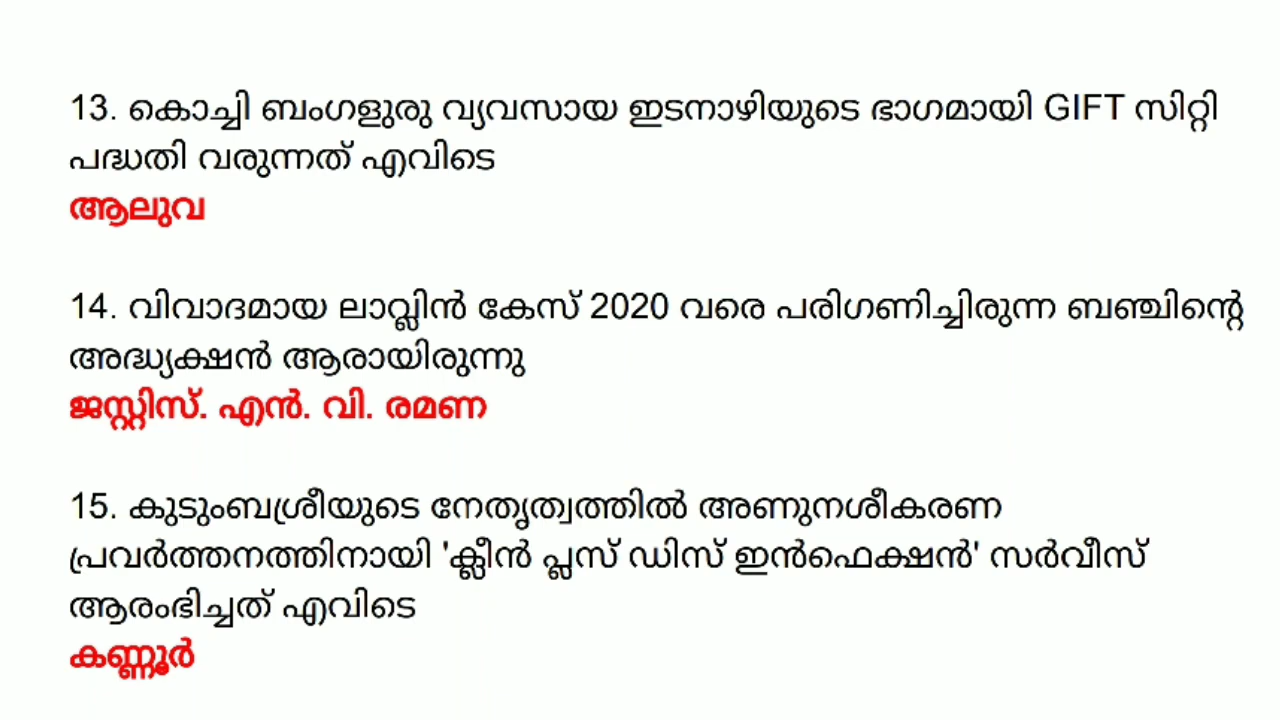 13. കൊച്ചി ബംഗളുരു വ്യവസായ ഇടനാഴിയുടെ ഭാഗമായി GIFT സിറ്റി
പദ്ധതി വരുന്നത് എവിടെ
ആലുവ
14. വിവാദമായ ലാവ്ലിൻ കേസ് 2020 വരെ പരിഗണിച്ചിരുന്ന ബഞ്ചിന്റെ
അദ്ധ്യക്ഷൻ ആരായിരുന്നു
ജസ്റ്റിസ്. എൻ. വി. രമണ
15. കുടുംബശ്രീയുടെ നേതൃത്വത്തിൽ അണുനശീകരണ
പ്രവർത്തനത്തിനായി 'ക്ലീൻ പ്ലസ് ഡിസ് ഇൻഫെക്ഷൻ' സർവീസ്
ആരംഭിച്ചത് എവിടെ
കണ്ണൂർ